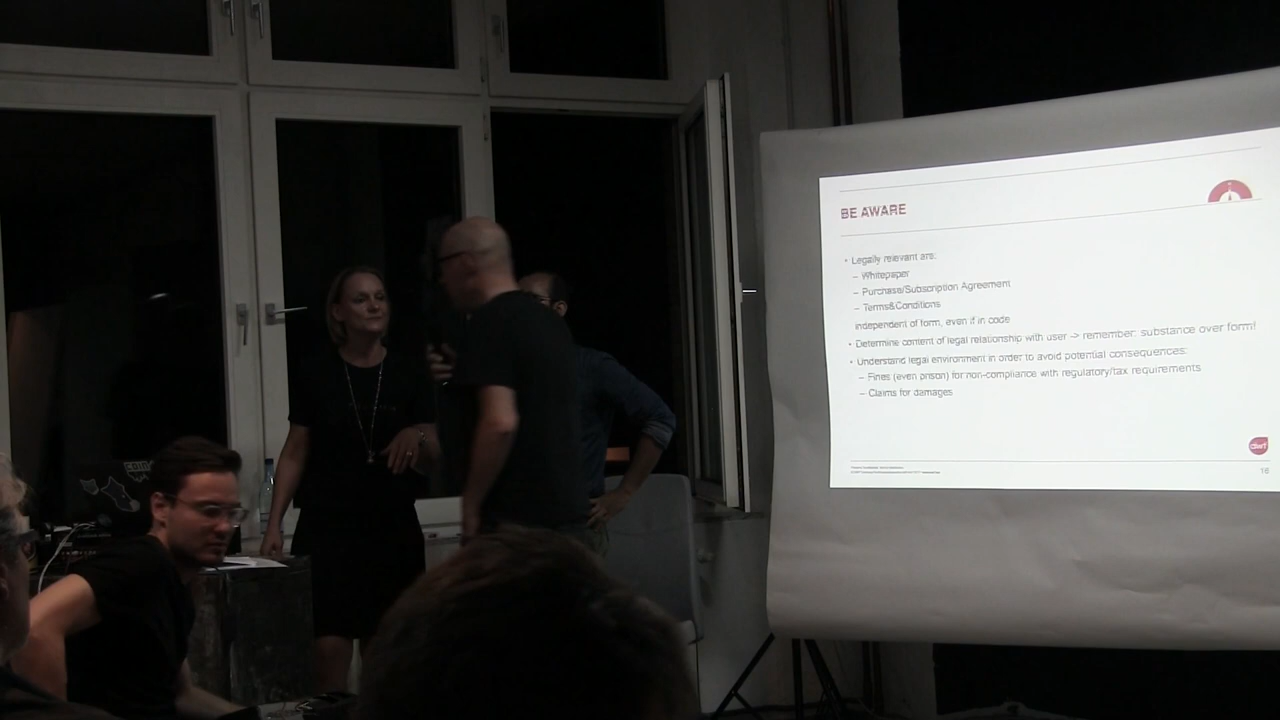 BE AWARE
• Legally relevant are:
– Whitepaper
– Purchase/Subscription Agreement
– Terms&Conditions
independent of form, even if in code
• Determine content of legal relationship with user -> remember: substance over form!
• Understand legal environment in order to avoid potential consequences:
– Fines (even prison) for non-compliance with regulatory/tax requirements
– Claims for damages
dwf
16